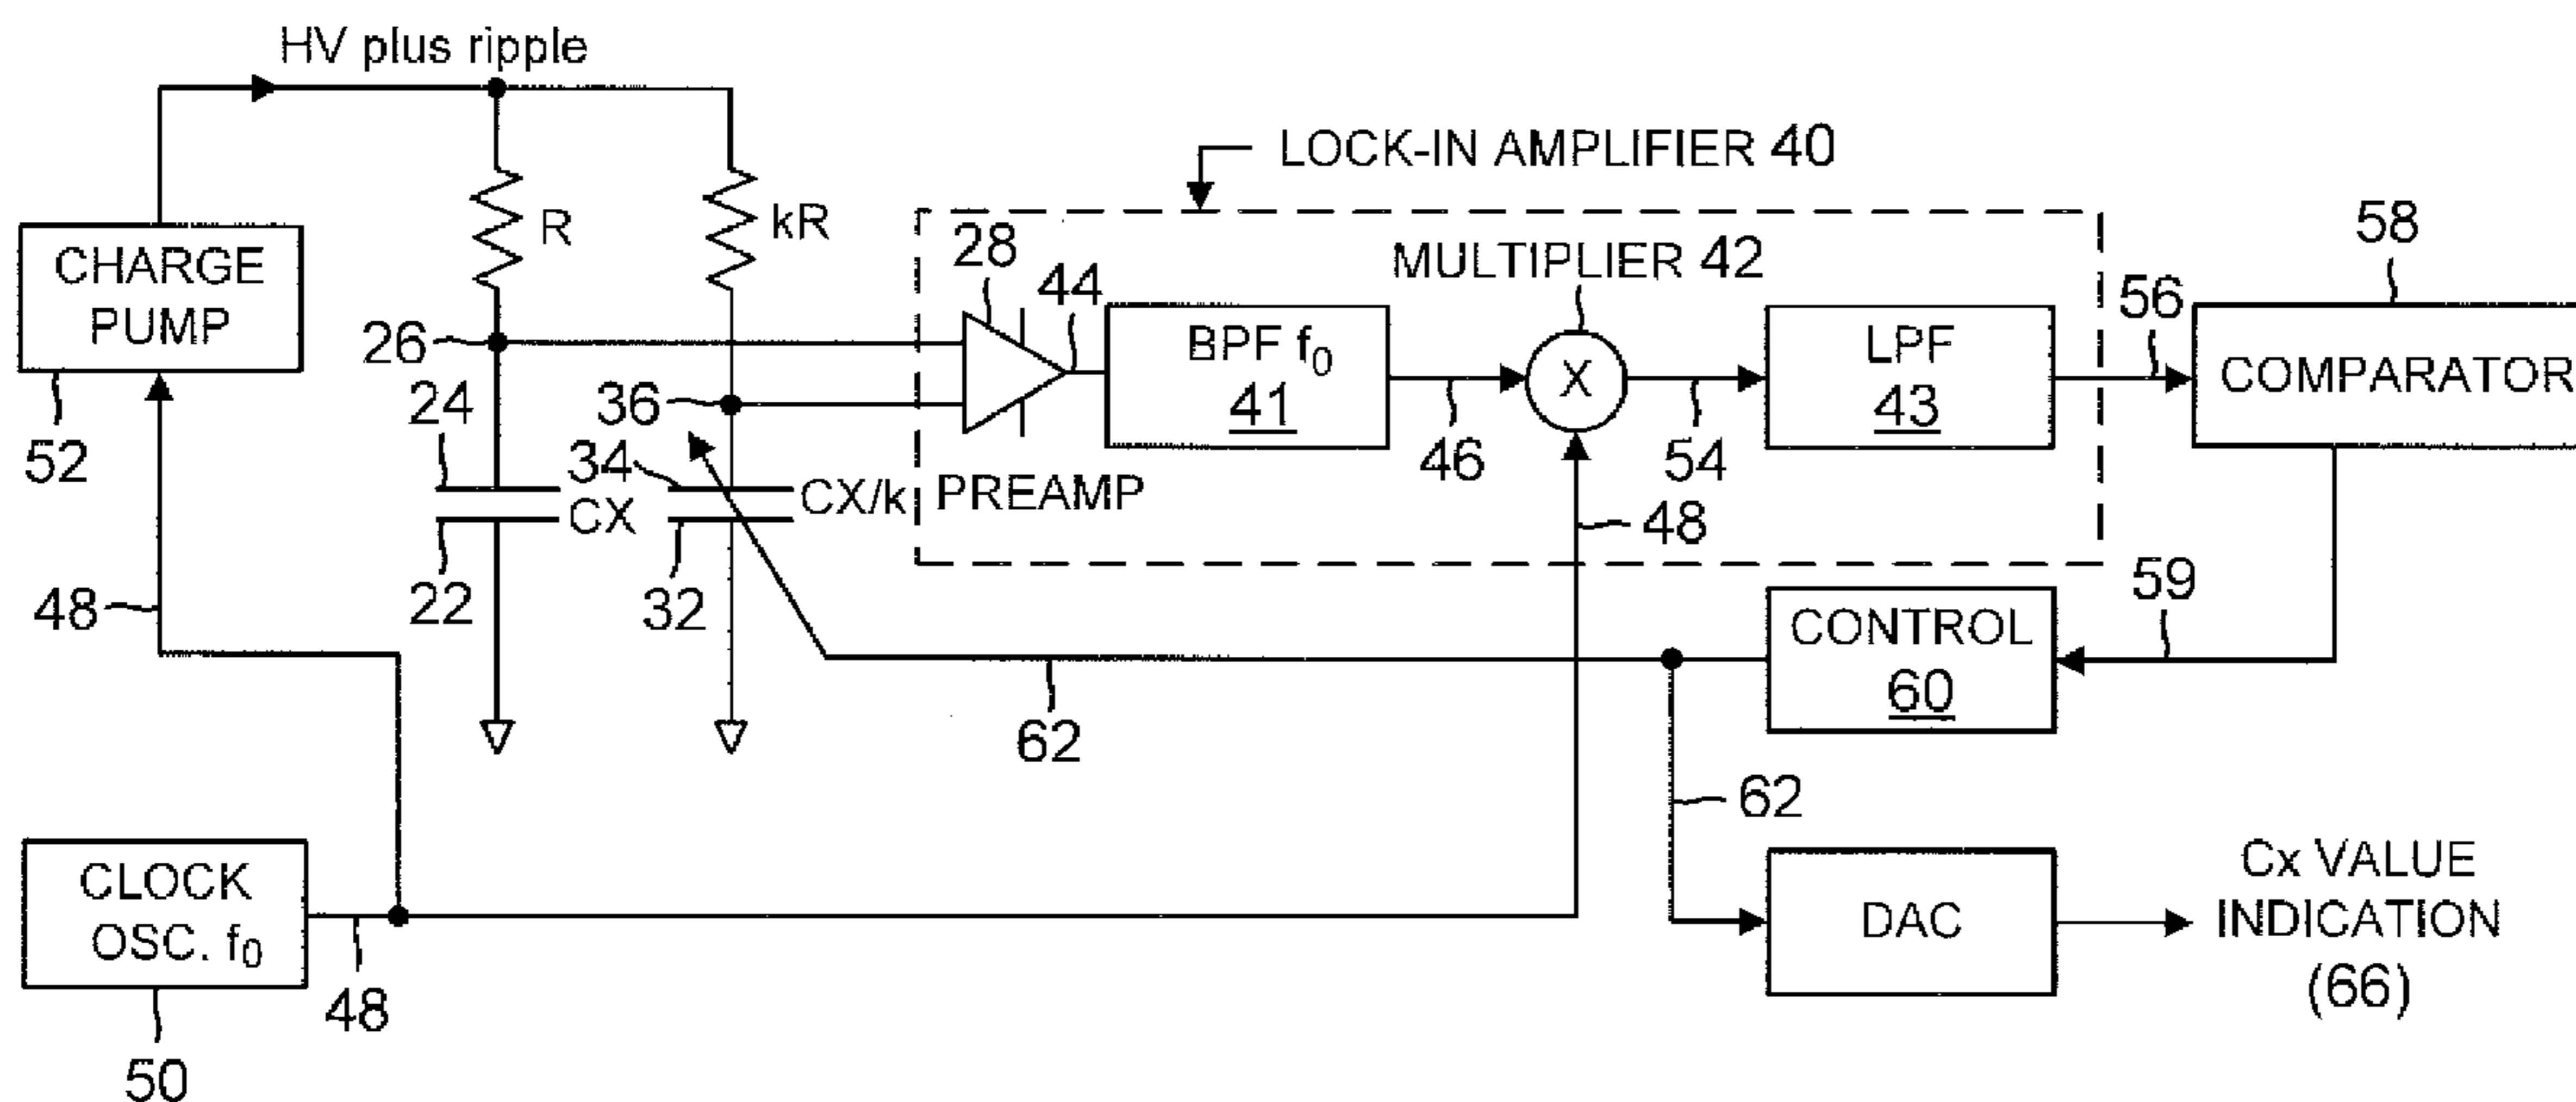 HV plus ripple
LOCK-IN AMPLIFIER 40
R
kR
CHARGE
PUMP
52
26
24
22
CX
36
34
32
CX/k
28
44
PREAMP
BPF f0
41
46
MULTIPLIER 42
X
48
54
LPF
43
56
58
COMPARATOR
59
CONTROL
60
62
62
48
CLOCK
OSC. f0
50
48
DAC
Cx VALUE
INDICATION
(66)